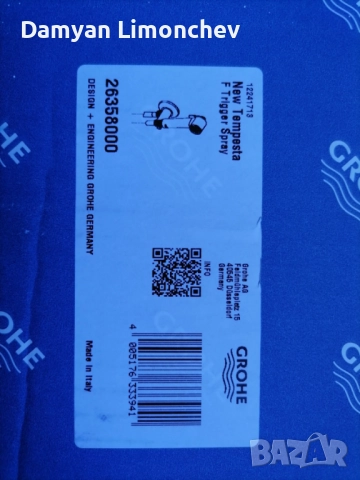 Damyan Limonchev
12241713
New Tempesta
F Trigger Spray
26358000
DESIGN + ENGINEERING GROHE GERMANY
INFO
Grohe AG
Feldmühleplatz 15
40545 Düsseldorf
Germany
GROHE
Made in Italy
4 005176 333941
GROHE
GROHE
GROHE
BAZAR